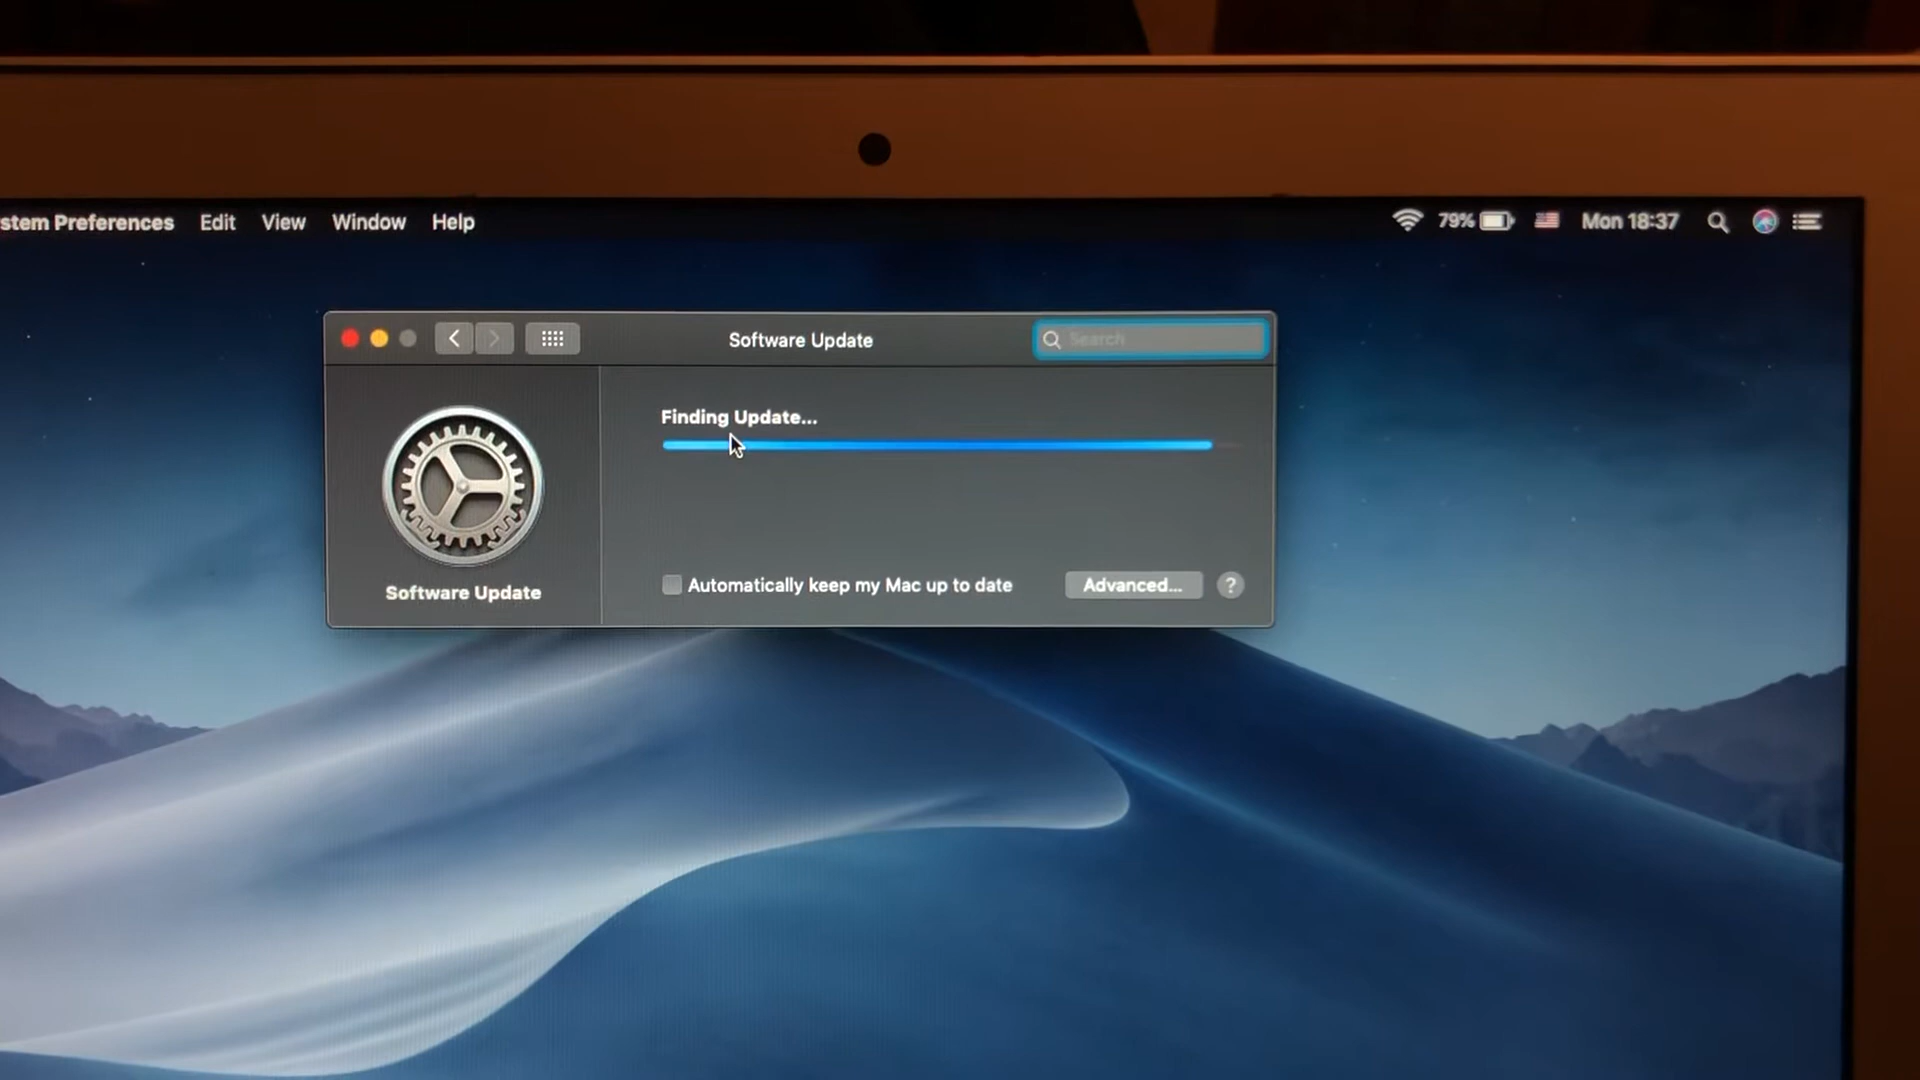 stem Preferences Edit View Window Help 79% Mon 18:37
Software Update Search
Finding Update...
Software Update
Automatically keep my Mac up to date Advanced... ?